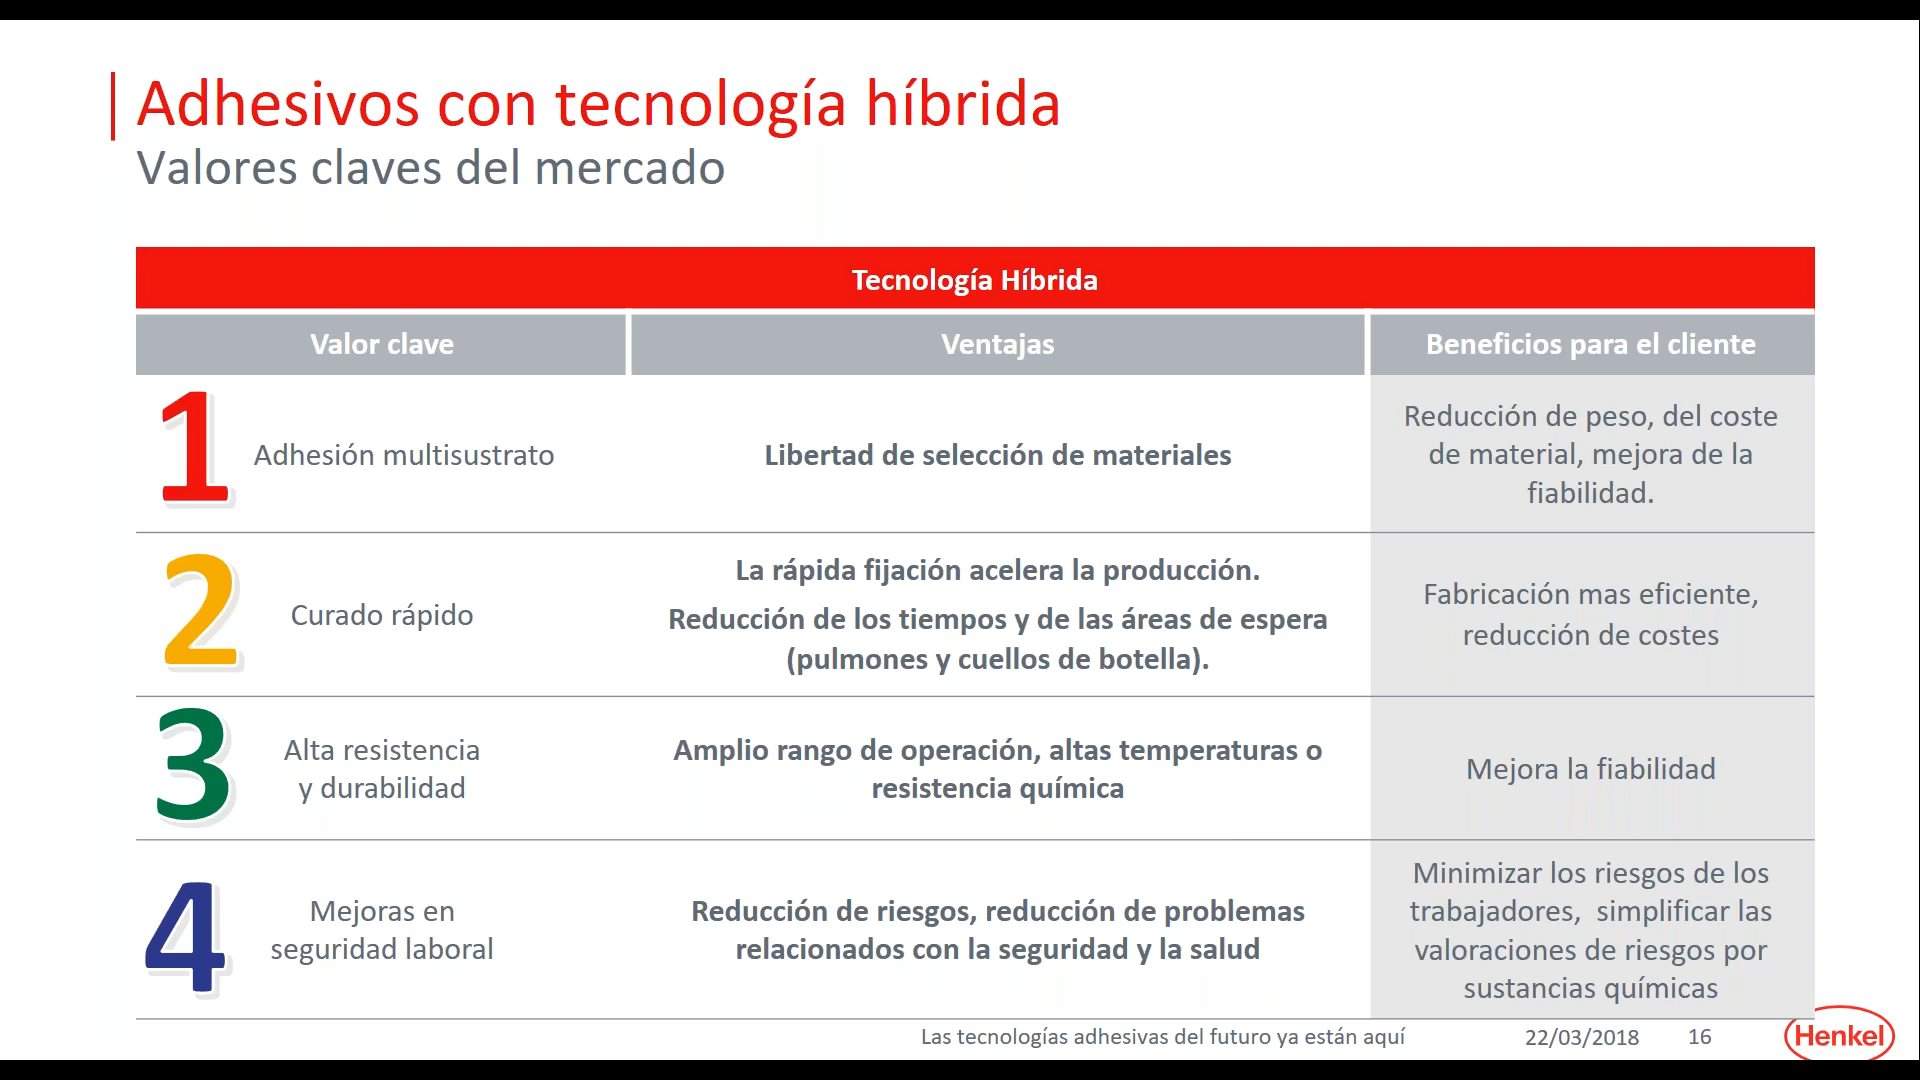 Adhesivos con tecnología híbrida
Valores claves del mercado
Tecnología Híbrida
Valor clave
Ventajas
Beneficios para el cliente
1
Adhesión multisustrato
Libertad de selección de materiales
Reducción de peso, del coste
de material, mejora de la
fiabilidad.
2
Curado rápido
La rápida fijación acelera la producción.
Reducción de los tiempos y de las áreas de espera
(pulmones y cuellos de botella).
Fabricación mas eficiente,
reducción de costes
3
Alta resistencia
y durabilidad
Amplio rango de operación, altas temperaturas o
resistencia química
Mejora la fiabilidad
4
Mejoras en
seguridad laboral
Reducción de riesgos, reducción de problemas
relacionados con la seguridad y la salud
Minimizar los riesgos de los
trabajadores, simplificar las
valoraciones de riesgos por
sustancias químicas
Las tecnologías adhesivas del futuro ya están aquí
22/03/2018
16
Henkel